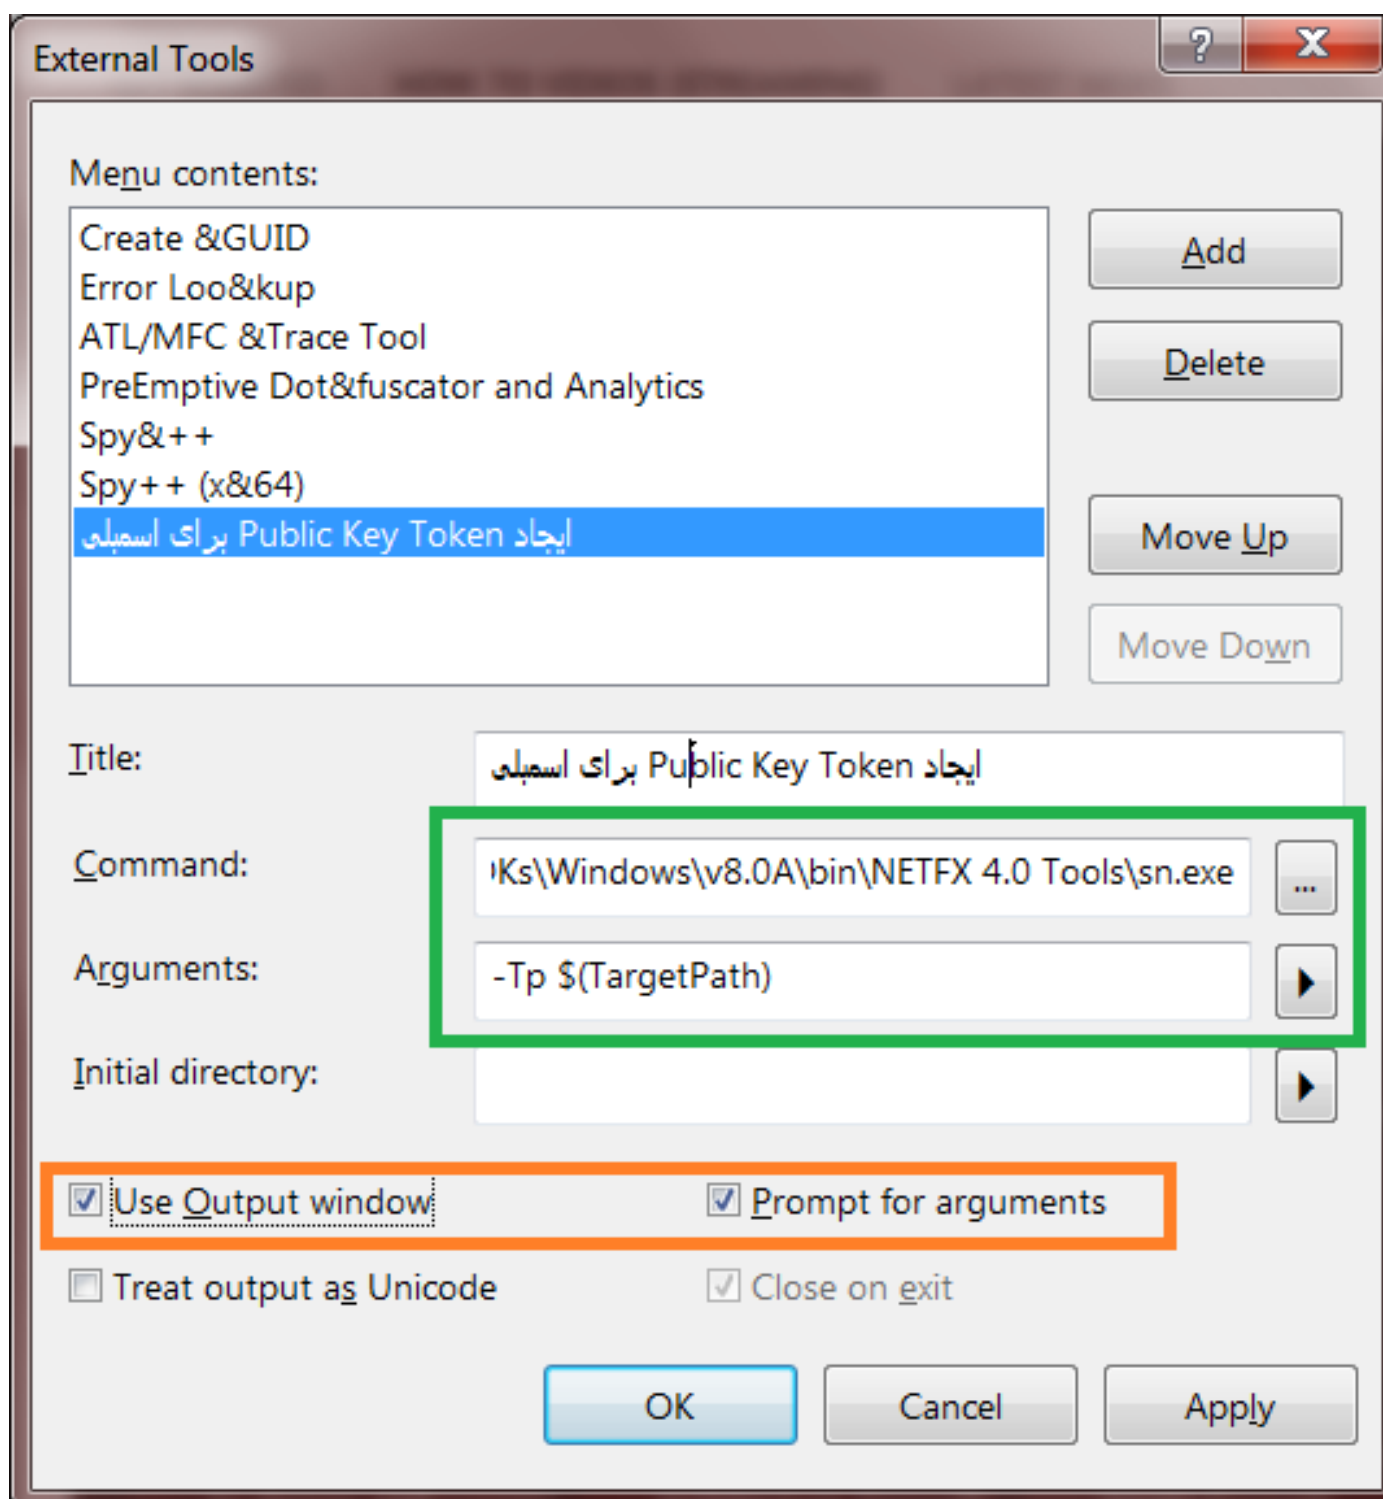 External Tools
Menu contents:
Create &GUID
Error Loo&kup
ATL/MFC &Trace Tool
PreEmptive Dot&fuscator and Analytics
Spy&++
Spy++ (x&64)
ایجاد Public Key Token برای اسمبلی
Add
Delete
Move Up
Move Down
Title:
ایجاد Public Key Token برای اسمبلی
Command:
Ks\Windows\v8.0A\bin\NETFX 4.0 Tools\sn.exe
...
Arguments:
-Tp $(TargetPath)
Initial directory:
Use Output window
Prompt for arguments
Treat output as Unicode
Close on exit
OK
Cancel
Apply